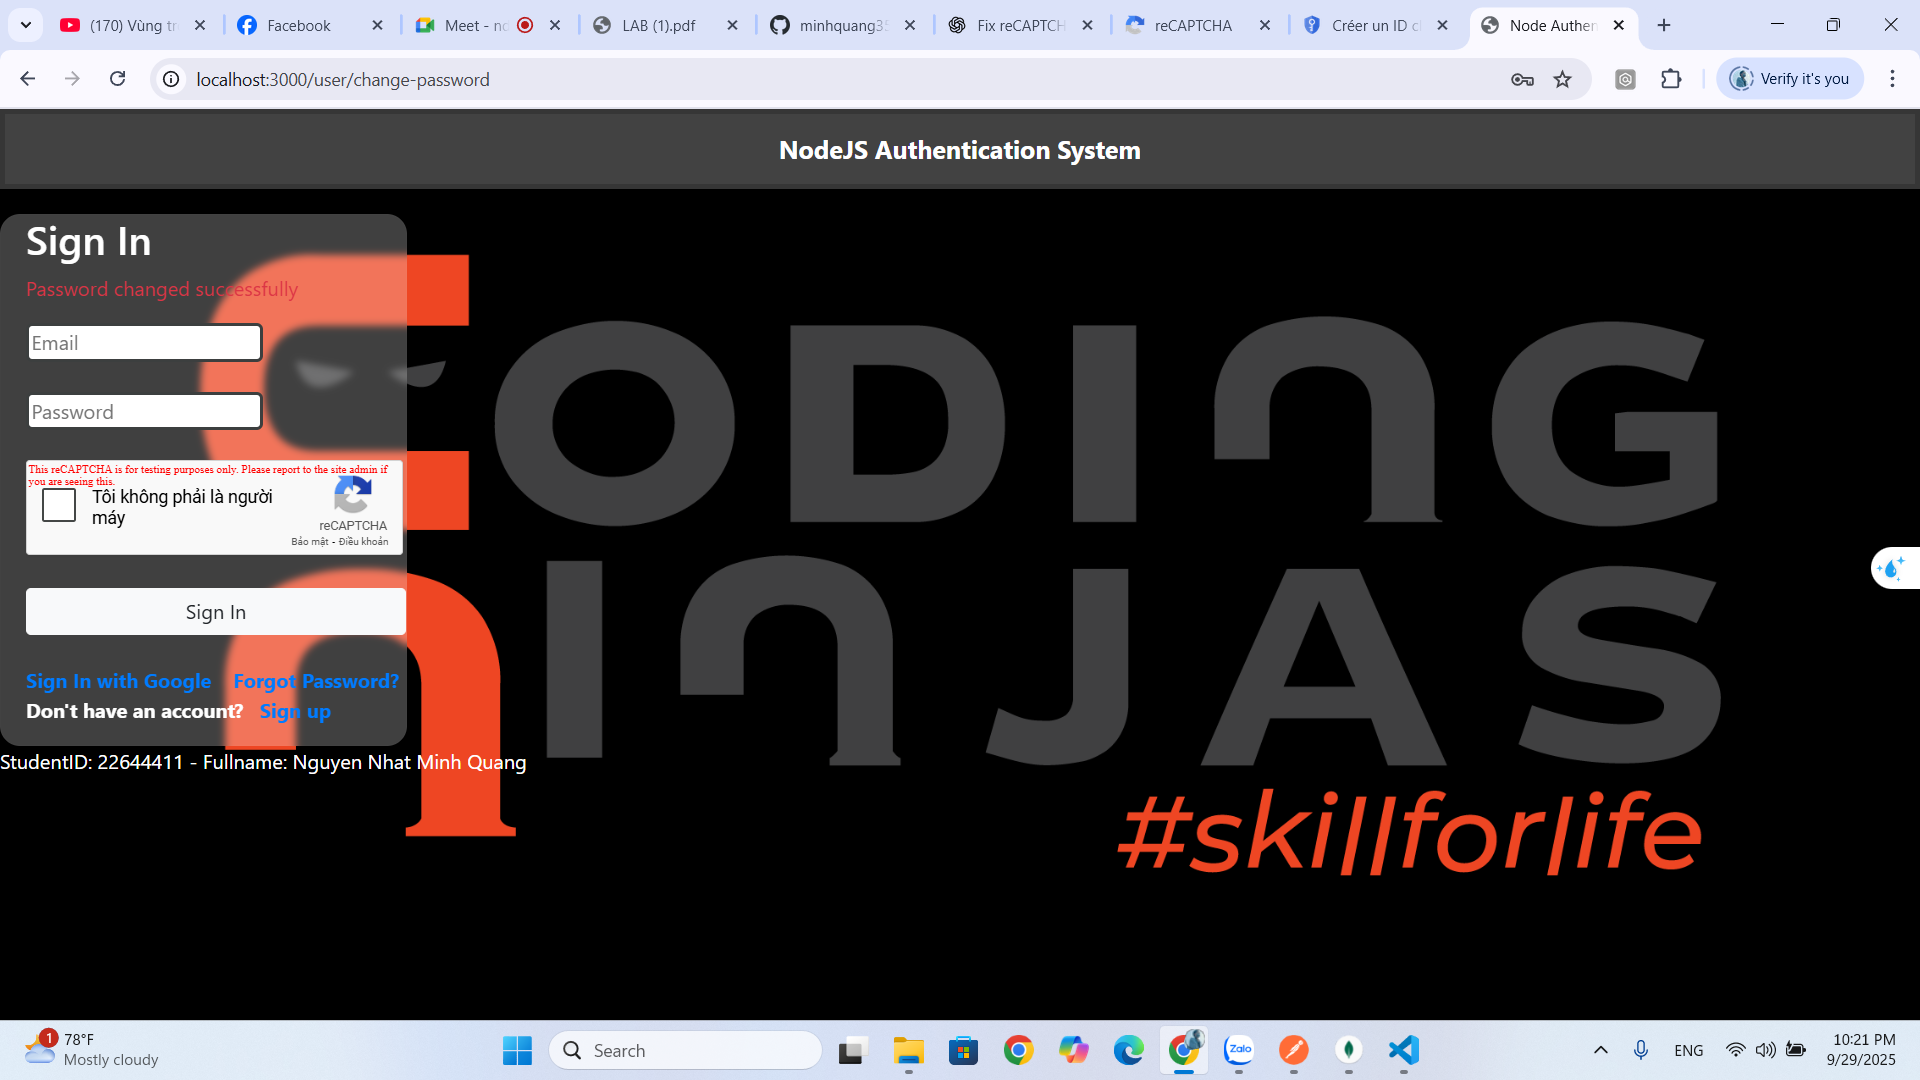 (170) Vùng tr
Facebook
Meet - nd
LAB (1).pdf
minhquang35
Fix reCAPTCH
reCAPTCHA
Créer un ID cl
Node Authen
localhost:3000/user/change-password
Verify it's you
NodeJS Authentication System
Sign In
Password changed successfully
Email
Password
This reCAPTCHA is for testing purposes only. Please report to the site admin if
you are seeing this.
Tôi không phải là người
máy
reCAPTCHA
Bảo mật - Điều khoản
Sign In
Sign In with Google Forgot Password?
Don't have an account? Sign up
StudentID: 22644411 - Fullname: Nguyen Nhat Minh Quang
CODING
NINJAS
#skillforlife
1
78°F
Mostly cloudy
Search
Zalo
ENG
10:21 PM
9/29/2025